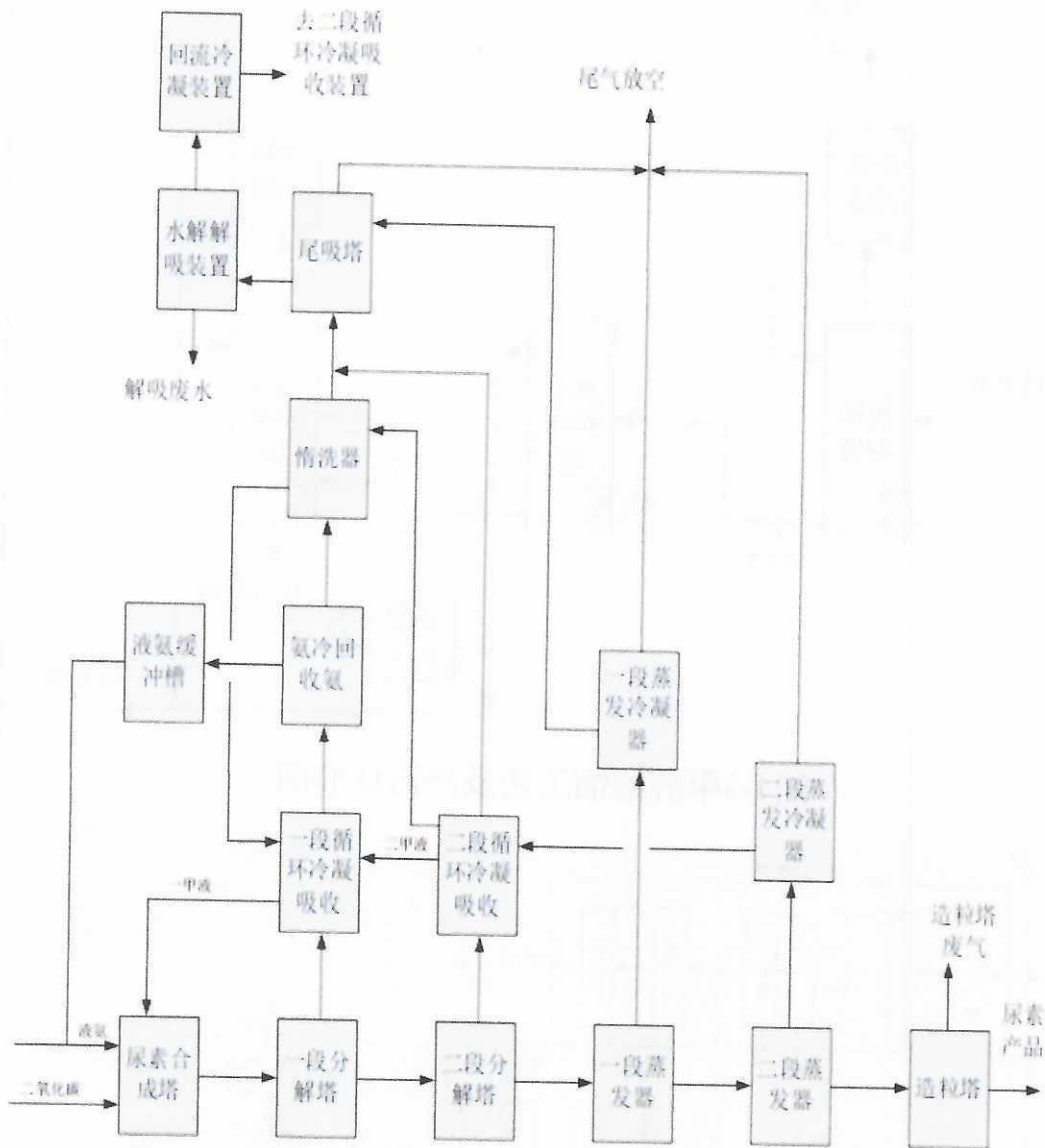 去二段循
环冷凝吸
收装置
回流冷
凝装置
尾气放空
水解解
吸装置
尾吸塔
解吸废水
惰洗器
液氨缓
冲槽
氨冷回
收氨
一段蒸
发冷凝
器
二段蒸
发冷凝
器
一段循
环冷凝
吸收
二甲液
二段循
环冷凝
吸收
一甲液
造粒塔
废气
液氨
二氧化碳
尿素合
成塔
一段分
解塔
二段分
解塔
一段蒸
发器
二段蒸
发器
造粒塔
尿素
产品